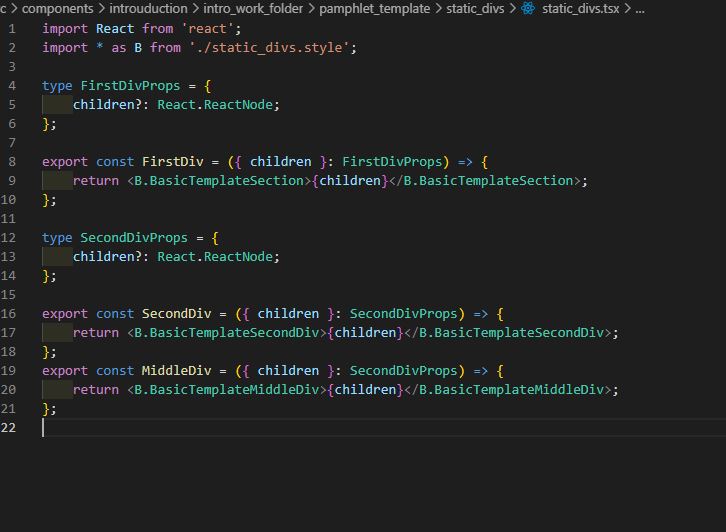 c > components > introuduction > intro_work_folder > pamphlet_template > static_divs > static_divs.tsx > ...
1 import React from 'react';
2 import * as B from './static_divs.style';
3
4 type FirstDivProps = {
5 children?: React.ReactNode;
6 };
7
8 export const FirstDiv = ({ children }: FirstDivProps) => {
9 return <B.BasicTemplateSection>{children}</B.BasicTemplateSection>;
10 };
11
12 type SecondDivProps = {
13 children?: React.ReactNode;
14 };
15
16 export const SecondDiv = ({ children }: SecondDivProps) => {
17 return <B.BasicTemplateSecondDiv>{children}</B.BasicTemplateSecondDiv>;
18 };
19 export const MiddleDiv = ({ children }: SecondDivProps) => {
20 return <B.BasicTemplateMiddleDiv>{children}</B.BasicTemplateMiddleDiv>;
21 };
22